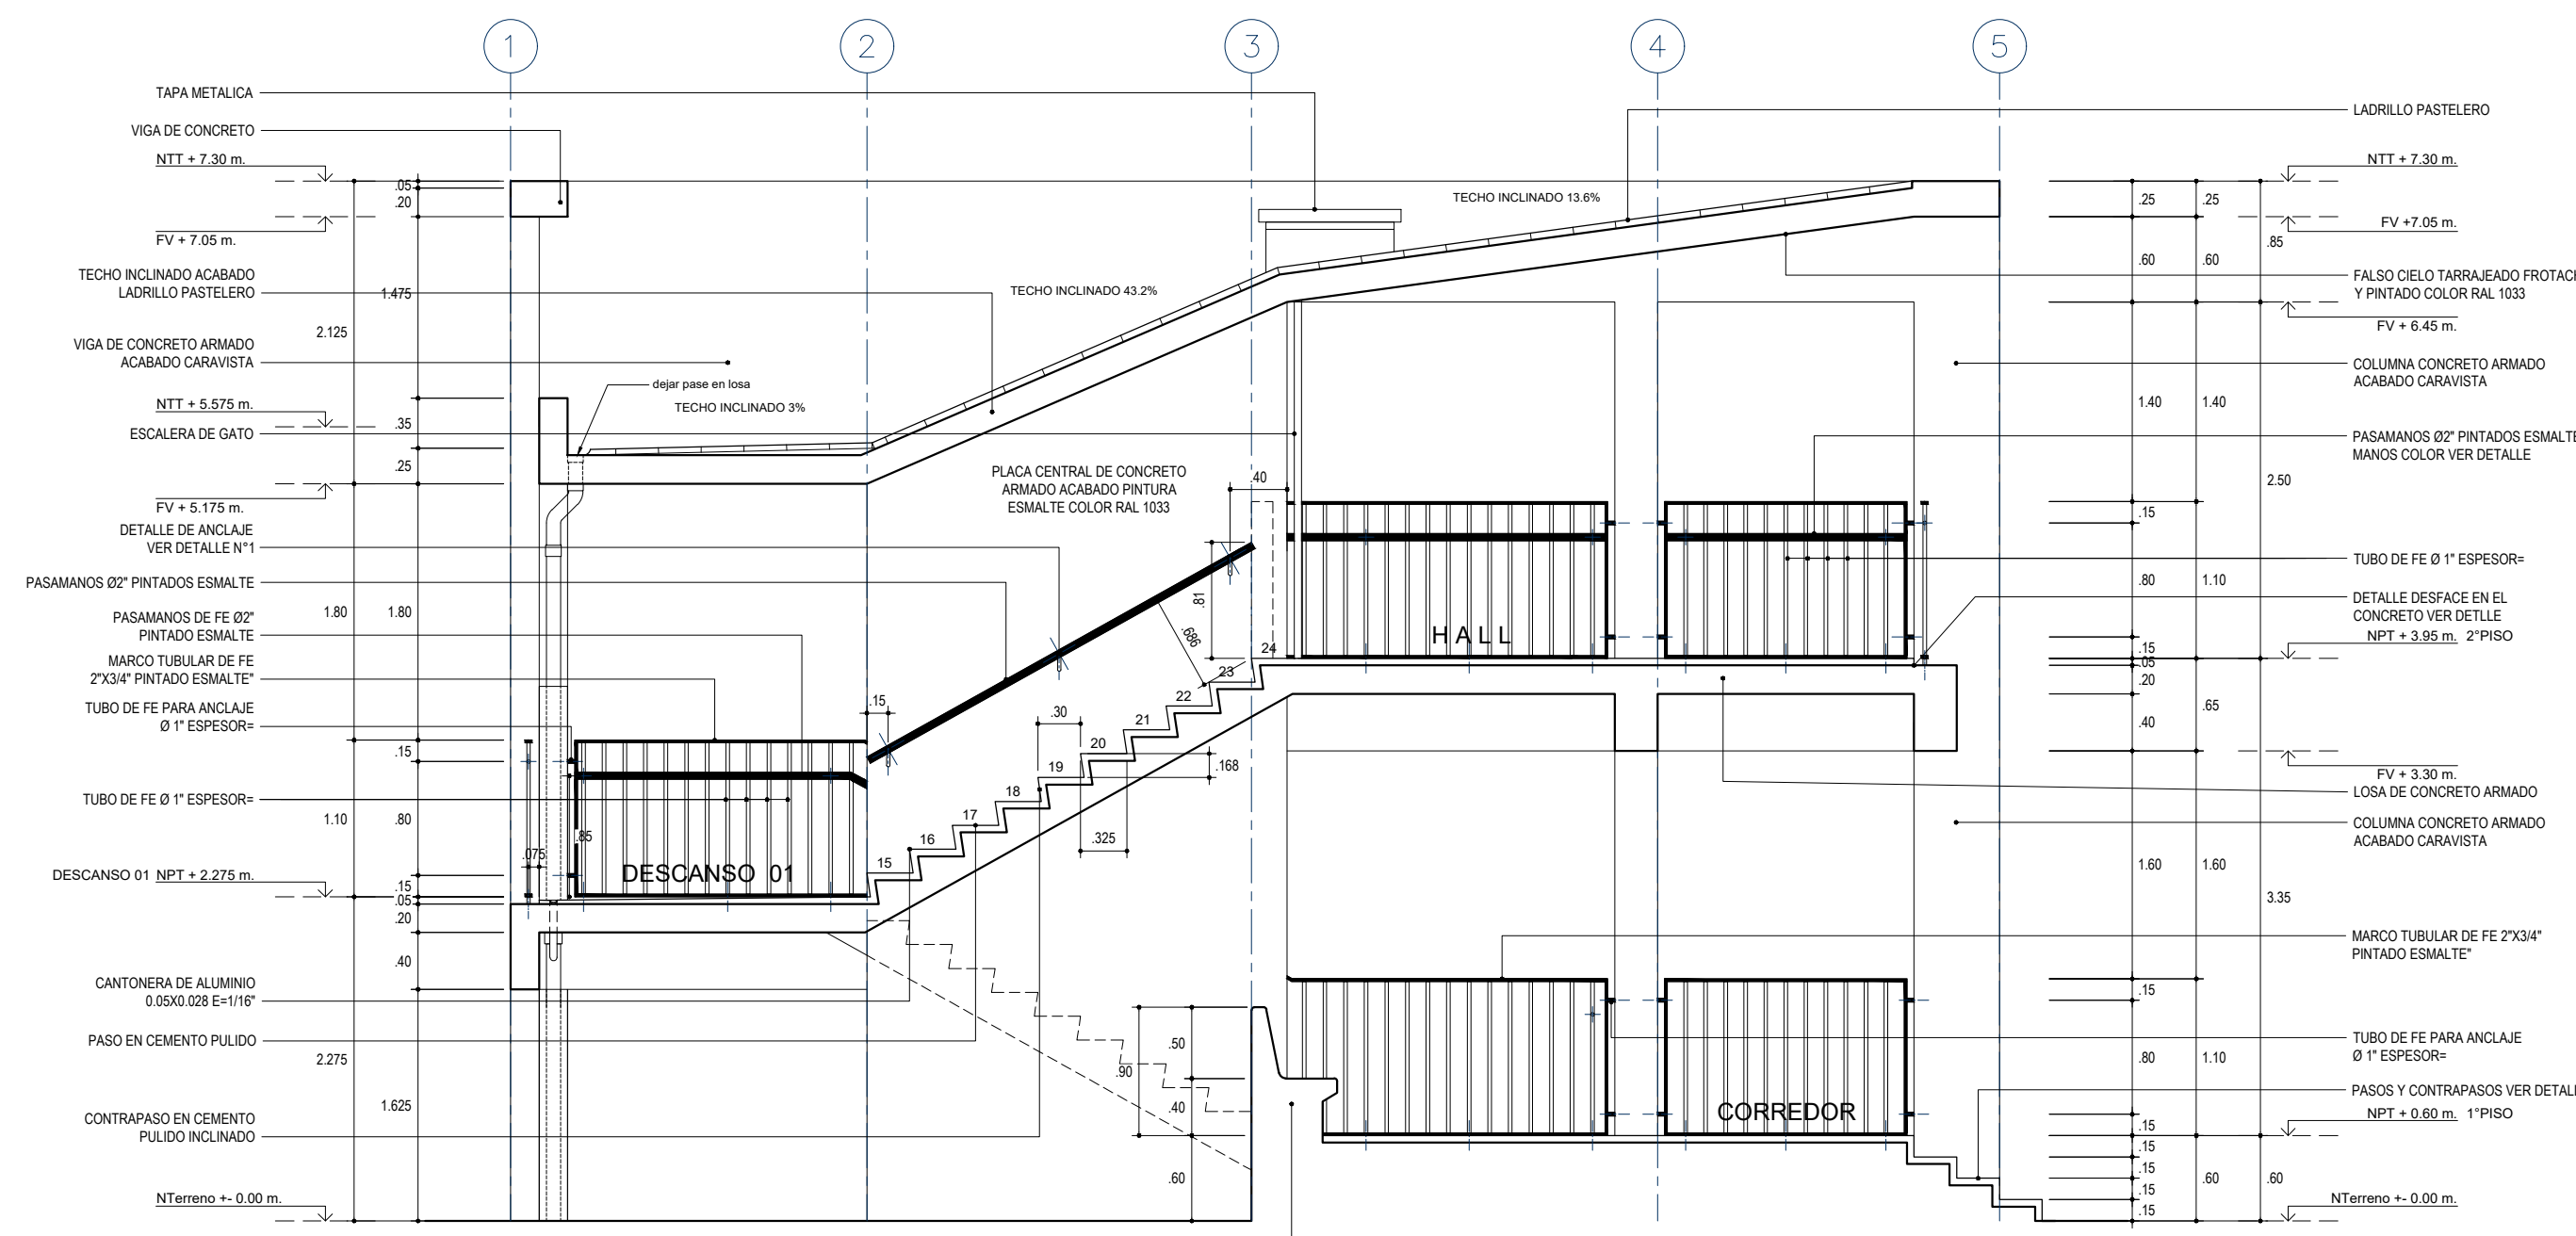 1
2
3
4
5
TAPA METALICA
VIGA DE CONCRETO
NTT + 7.30 m.
FV + 7.05 m.
TECHO INCLINADO ACABADO
LADRILLO PASTELERO
VIGA DE CONCRETO ARMADO
ACABADO CARAVISTA
NTT + 5.575 m.
ESCALERA DE GATO
FV + 5.175 m.
DETALLE DE ANCLAJE
VER DETALLE N°1
PASAMANOS Ø2" PINTADOS ESMALTE
PASAMANOS DE FE Ø2"
PINTADO ESMALTE
MARCO TUBULAR DE FE
2"X3/4" PINTADO ESMALTE"
TUBO DE FE PARA ANCLAJE
Ø 1" ESPESOR=
TUBO DE FE Ø 1" ESPESOR=
DESCANSO 01 NPT + 2.275 m.
CANTONERA DE ALUMINIO
0.05X0.028 E=1/16"
PASO EN CEMENTO PULIDO
CONTRAPASO EN CEMENTO
PULIDO INCLINADO
NTerreno +- 0.00 m.
2.125
1.80
1.10
2.275
.05
.20
1.475
.35
.25
1.80
.15
.80
.15
.05
.20
.40
1.625
dejar pase en losa
TECHO INCLINADO 3%
TECHO INCLINADO 43.2%
TECHO INCLINADO 13.6%
PLACA CENTRAL DE CONCRETO
ARMADO ACABADO PINTURA
ESMALTE COLOR RAL 1033
.40
.81
.686
.15
.30
.168
.325
.075
.85
DESCANSO 01
15
16
17
18
19
20
21
22
23
24
HALL
.50
.90
.40
.60
CORREDOR
.25
.60
1.40
.15
.80
.15
.05
.20
.40
1.60
.15
.80
.15
.15
.15
.15
.15
.25
.60
1.40
1.10
.65
1.60
1.10
.60
.85
2.50
3.35
.60
LADRILLO PASTELERO
NTT + 7.30 m.
FV +7.05 m.
FALSO CIELO TARRAJEADO FROTAC
Y PINTADO COLOR RAL 1033
FV + 6.45 m.
COLUMNA CONCRETO ARMADO
ACABADO CARAVISTA
PASAMANOS Ø2" PINTADOS ESMALTE
MANOS COLOR VER DETALLE
TUBO DE FE Ø 1" ESPESOR=
DETALLE DESFACE EN EL
CONCRETO VER DETLLE
NPT + 3.95 m. 2°PISO
FV + 3.30 m.
LOSA DE CONCRETO ARMADO
COLUMNA CONCRETO ARMADO
ACABADO CARAVISTA
MARCO TUBULAR DE FE 2"X3/4"
PINTADO ESMALTE"
TUBO DE FE PARA ANCLAJE
Ø 1" ESPESOR=
PASOS Y CONTRAPASOS VER DETALL
NPT + 0.60 m. 1°PISO
NTerreno +- 0.00 m.